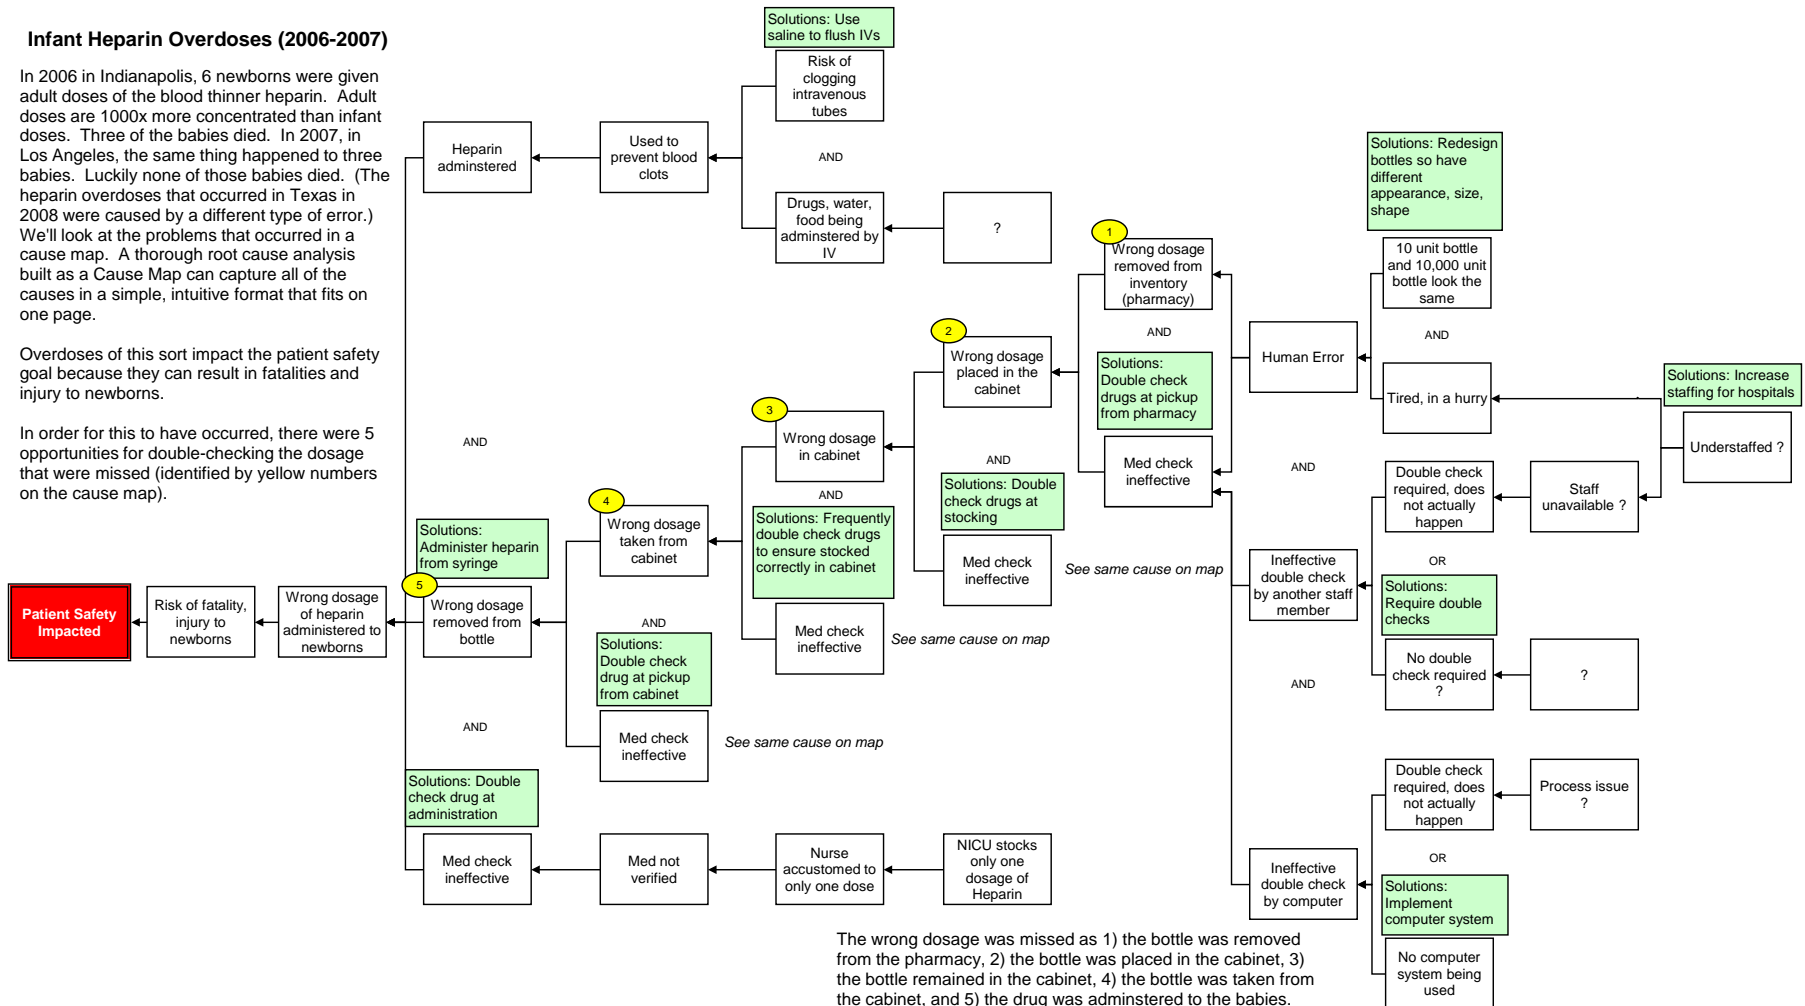 Infant Heparin Overdoses (2006-2007)
In 2006 in Indianapolis, 6 newborns were given
adult doses of the blood thinner heparin.  Adult
doses are 1000x more concentrated than infant
doses.  Three of the babies died.  In 2007, in
Los Angeles, the same thing happened to three
babies.  Luckily none of those babies died.  (The
heparin overdoses that occurred in Texas in
2008 were caused by a different type of error.)
We'll look at the problems that occurred in a
cause map.  A thorough root cause analysis
built as a Cause Map can capture all of the
causes in a simple, intuitive format that fits on
one page.
Overdoses of this sort impact the patient safety
goal because they can result in fatalities and
injury to newborns.
In order for this to have occurred, there were 5
opportunities for double-checking the dosage
that were missed (identified by yellow numbers
on the cause map).
Patient Safety
Impacted
Risk of fatality,
injury to
newborns
Wrong dosage
of heparin
administered to
newborns
Heparin
adminstered
AND
Solutions:
Administer heparin
from syringe
5
Wrong dosage
removed from
bottle
AND
Solutions: Double
check drug at
administration
Med check
ineffective
Used to
prevent blood
clots
4
Wrong dosage
taken from
cabinet
AND
Solutions:
Double check
drug at pickup
from cabinet
Med check
ineffective
See same cause on map
Med not
verified
Solutions: Use
saline to flush IVs
Risk of
clogging
intravenous
tubes
AND
Drugs, water,
food being
adminstered by
IV
?
3
Wrong dosage
in cabinet
AND
Solutions: Frequently
double check drugs
to ensure stocked
correctly in cabinet
Med check
ineffective
See same cause on map
Nurse
accustomed to
only one dose
NICU stocks
only one
dosage of
Heparin
2
Wrong dosage
placed in the
cabinet
AND
Solutions: Double
check drugs at
stocking
Med check
ineffective
See same cause on map
1
Wrong dosage
removed from
inventory
(pharmacy)
AND
Solutions:
Double check
drugs at pickup
from pharmacy
Med check
ineffective
Human Error
AND
Ineffective
double check
by another staff
member
AND
Ineffective
double check
by computer
Solutions: Redesign
bottles so have
different
appearance, size,
shape
10 unit bottle
and 10,000 unit
bottle look the
same
AND
Tired, in a hurry
Solutions: Increase
staffing for hospitals
Understaffed ?
Double check
required, does
not actually
happen
Staff
unavailable ?
OR
Solutions:
Require double
checks
No double
check required
?
?
Double check
required, does
not actually
happen
Process issue
?
OR
Solutions:
Implement
computer system
No computer
system being
used
The wrong dosage was missed as 1) the bottle was removed
from the pharmacy, 2) the bottle was placed in the cabinet, 3)
the bottle remained in the cabinet, 4) the bottle was taken from
the cabinet, and 5) the drug was adminstered to the babies.